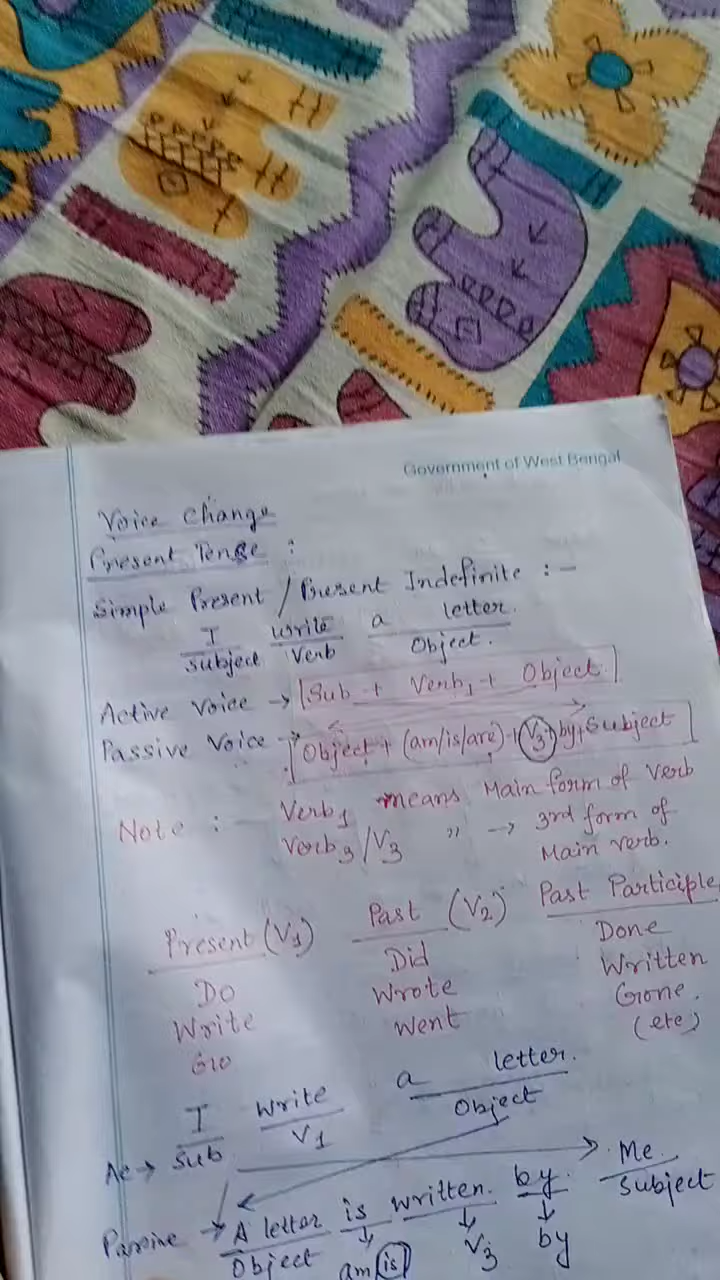 Government of West Bengal
Voice Change
Present Tense :
Simple Present / Present Indefinite :-
I write a letter.
Subject Verb Object.
Active Voice → Sub + Verb1 + Object
Passive Voice → Object + (am/is/are) + V3 + by + Subject
Note :- Verb1 means Main form of Verb
Verb3/V3 " → 3rd form of
Main verb.
Present (V1) Past (V2) Past Participle
Do Did Done
Write Wrote Written
Go Went Gone.
(etc)
I Write a letter.
Ac → Sub V1 Object
Passive → A letter is written by Me.
Object am is V3 by Subject